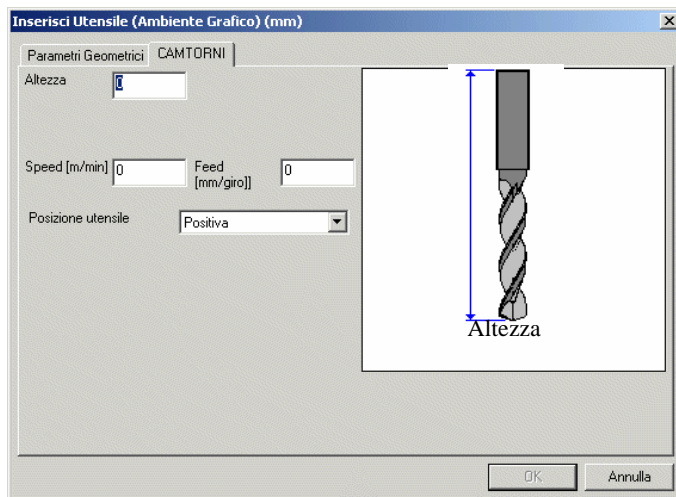 Inserisci Utensile (Ambiente Grafico) (mm)
Parametri Geometrici CAMTORNI
Altezza 0
Speed [m/min] 0 Feed 0
[mm/giro]]
Posizione utensile Positiva
Altezza
OK Annulla